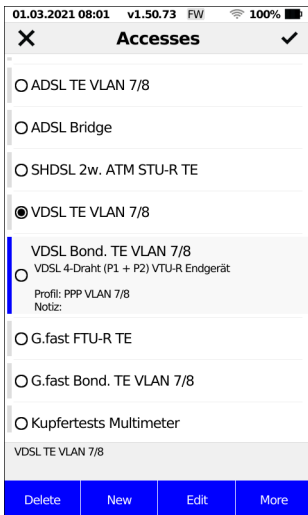 01.03.2021 08:01 v1.50.73 FW 100%
Accesses
ADSL TE VLAN 7/8
ADSL Bridge
SHDSL 2w. ATM STU-R TE
VDSL TE VLAN 7/8
VDSL Bond. TE VLAN 7/8
VDSL 4-Draht (P1 + P2) VTU-R Endgerät
Profil: PPP VLAN 7/8
Notiz:
G.fast FTU-R TE
G.fast Bond. TE VLAN 7/8
Kupfertests Multimeter
VDSL TE VLAN 7/8
Delete New Edit More